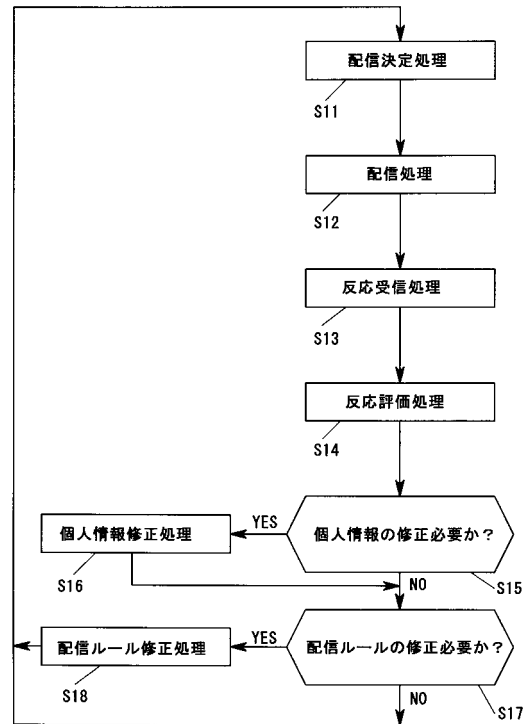 配信決定処理
S11
配信処理
S12
反応受信処理
S13
反応評価処理
S14
個人情報の修正必要か?
YES
個人情報修正処理
S16
NO
S15
配信ルールの修正必要か?
YES
配信ルール修正処理
S18
NO
S17